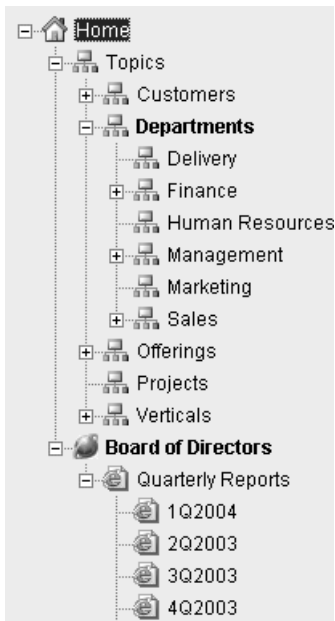 Home
Topics
Customers
Departments
Delivery
Finance
Human Resources
Management
Marketing
Sales
Offerings
Projects
Verticals
Board of Directors
Quarterly Reports
1Q2004
2Q2003
3Q2003
4Q2003